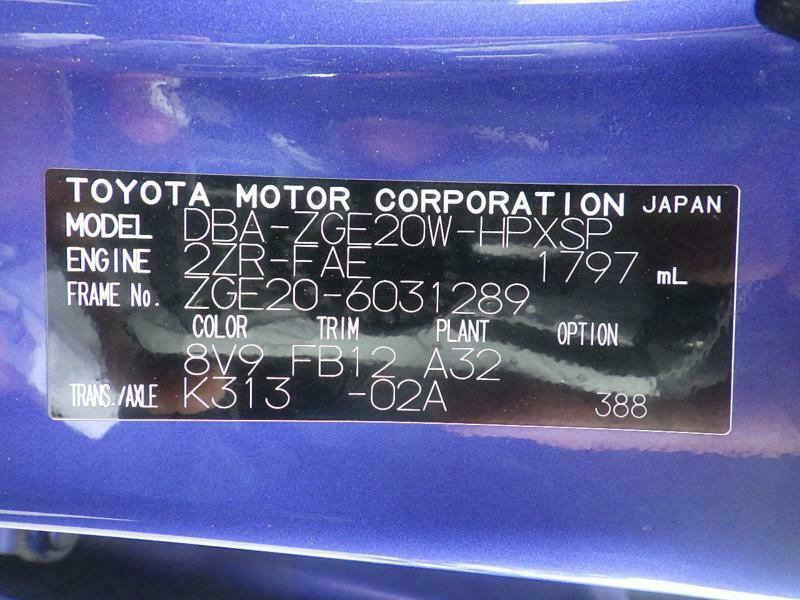 TOYOTA MOTOR CORPORATION JAPAN
MODEL DBA-ZGE20W-HPXSP
ENGINE 2ZR-FAE 1797 mL
FRAME No. ZGE20-6031289
COLOR TRIM PLANT OPTION
8V9 FB12 A32
TRANS./AXLE K313 -02A 388